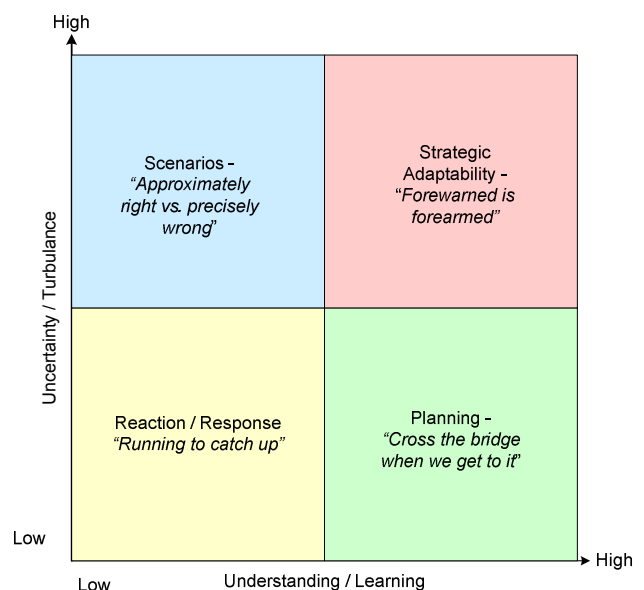 High
Scenarios -
“Approximately
right vs. precisely
wrong”
Strategic
Adaptability -
“Forewarned is
forearmed”
Uncertainty / Turbulance
Reaction / Response
“Running to catch up”
Planning -
“Cross the bridge
when we get to it”
Low
High
Low
Understanding / Learning